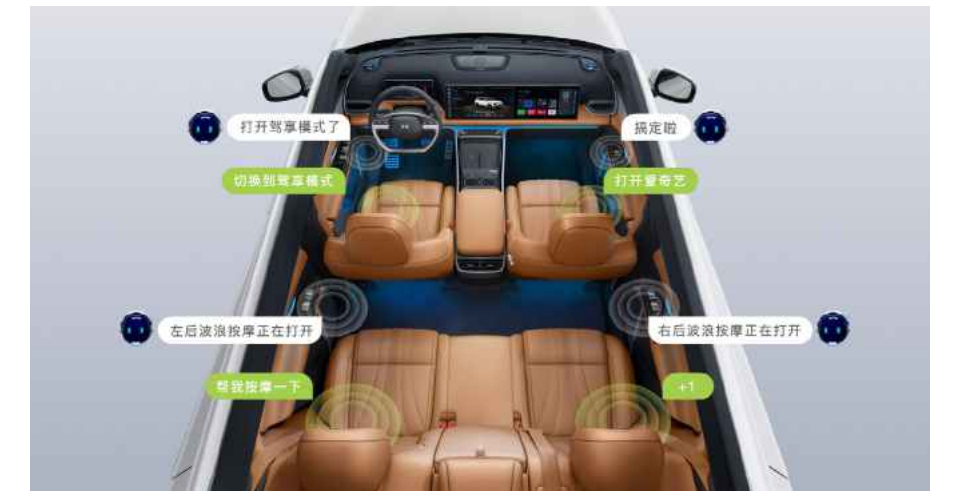 打开驾享模式了
搞定啦
切换到驾享模式
打开爱奇艺
左后波浪按摩正在打开
右后波浪按摩正在打开
帮我按摩一下
+1